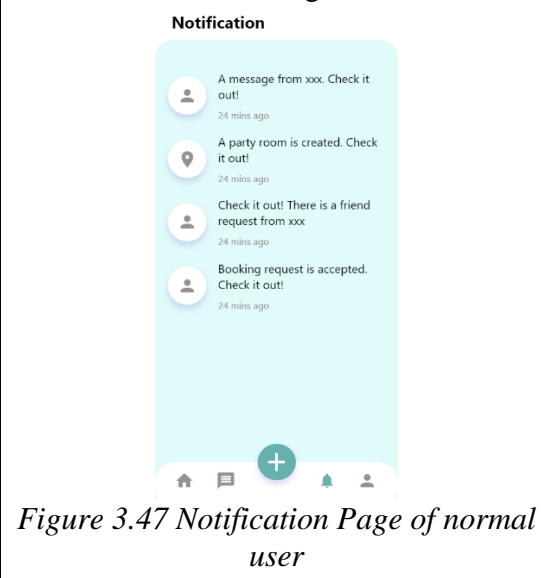 Notification
A message from xxx. Check it
out!
24 mins ago
A party room is created. Check
it out!
24 mins ago
Check it out! There is a friend
request from xxx
24 mins ago
Booking request is accepted.
Check it out!
24 mins ago
Figure 3.47 Notification Page of normal
user